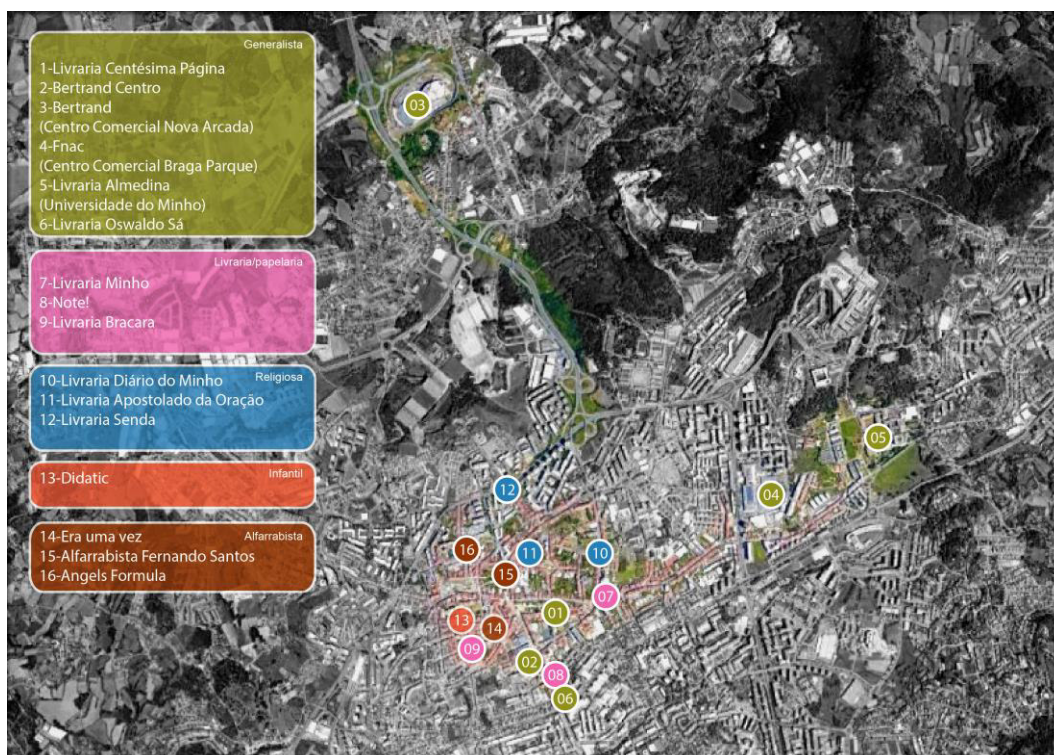 Generalista
1-Livraria Centésima Página
2-Bertrand Centro
3-Bertrand
(Centro Comercial Nova Arcada)
4-Fnac
(Centro Comercial Braga Parque)
5-Livraria Almedina
(Universidade do Minho)
6-Livraria Oswaldo Sá
Livraria/papelaria
7-Livraria Minho
8-Note!
9-Livraria Bracara
10-Livraria Diário do Minho Religiosa
11-Livraria Apostolado da Oração
12-Livraria Senda
13-Didatic Infantil
14-Era uma vez Alfarrabista
15-Alfarrabista Fernando Santos
16-Angels Formula
03
05
04
12
16
11
10
15
07
01
13
14
09
02
08
06